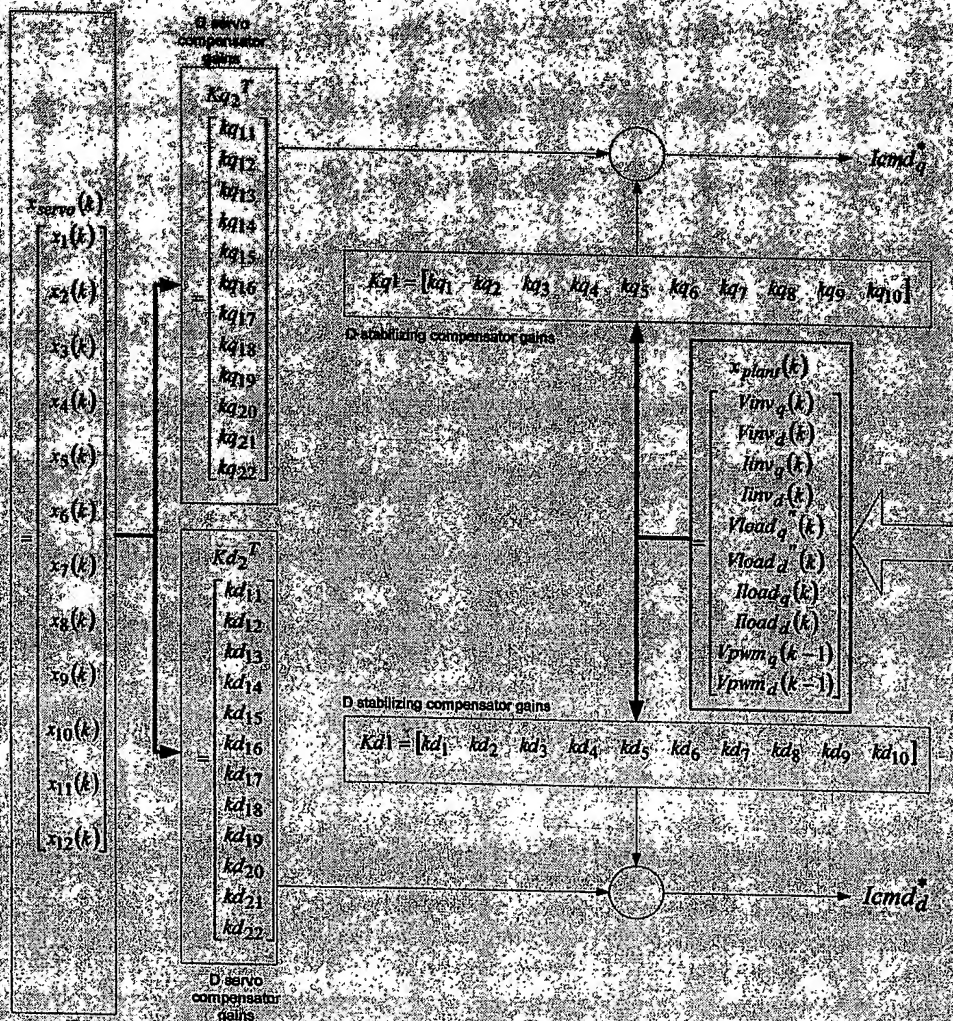 D servo
compensator
gains
Kq2^T
=
[kq11
kq12
kq13
kq14
kq15
kq16
kq17
kq18
kq19
kq20
kq21
kq22]
Icmd_q^*
x_servo(k)
=
[x1(k)
x2(k)
x3(k)
x4(k)
x5(k)
x6(k)
x7(k)
x8(k)
x9(k)
x10(k)
x11(k)
x12(k)]
Kq1 = [kq1 kq2 kq3 kq4 kq5 kq6 kq7 kq8 kq9 kq10]
D stabilizing compensator gains
x_plant(k)
=
[Vinv_q(k)
Vinv_d(k)
Iinv_q(k)
Iinv_d(k)
Vload_q"(k)
Vload_d"(k)
Iload_q(k)
Iload_d(k)
Vpwm_q(k-1)
Vpwm_d(k-1)]
Kd2^T
=
[kd11
kd12
kd13
kd14
kd15
kd16
kd17
kd18
kd19
kd20
kd21
kd22]
D stabilizing compensator gains
Kd1 = [kd1 kd2 kd3 kd4 kd5 kd6 kd7 kd8 kd9 kd10]
Icmd_d^*
D servo
compensator
gains